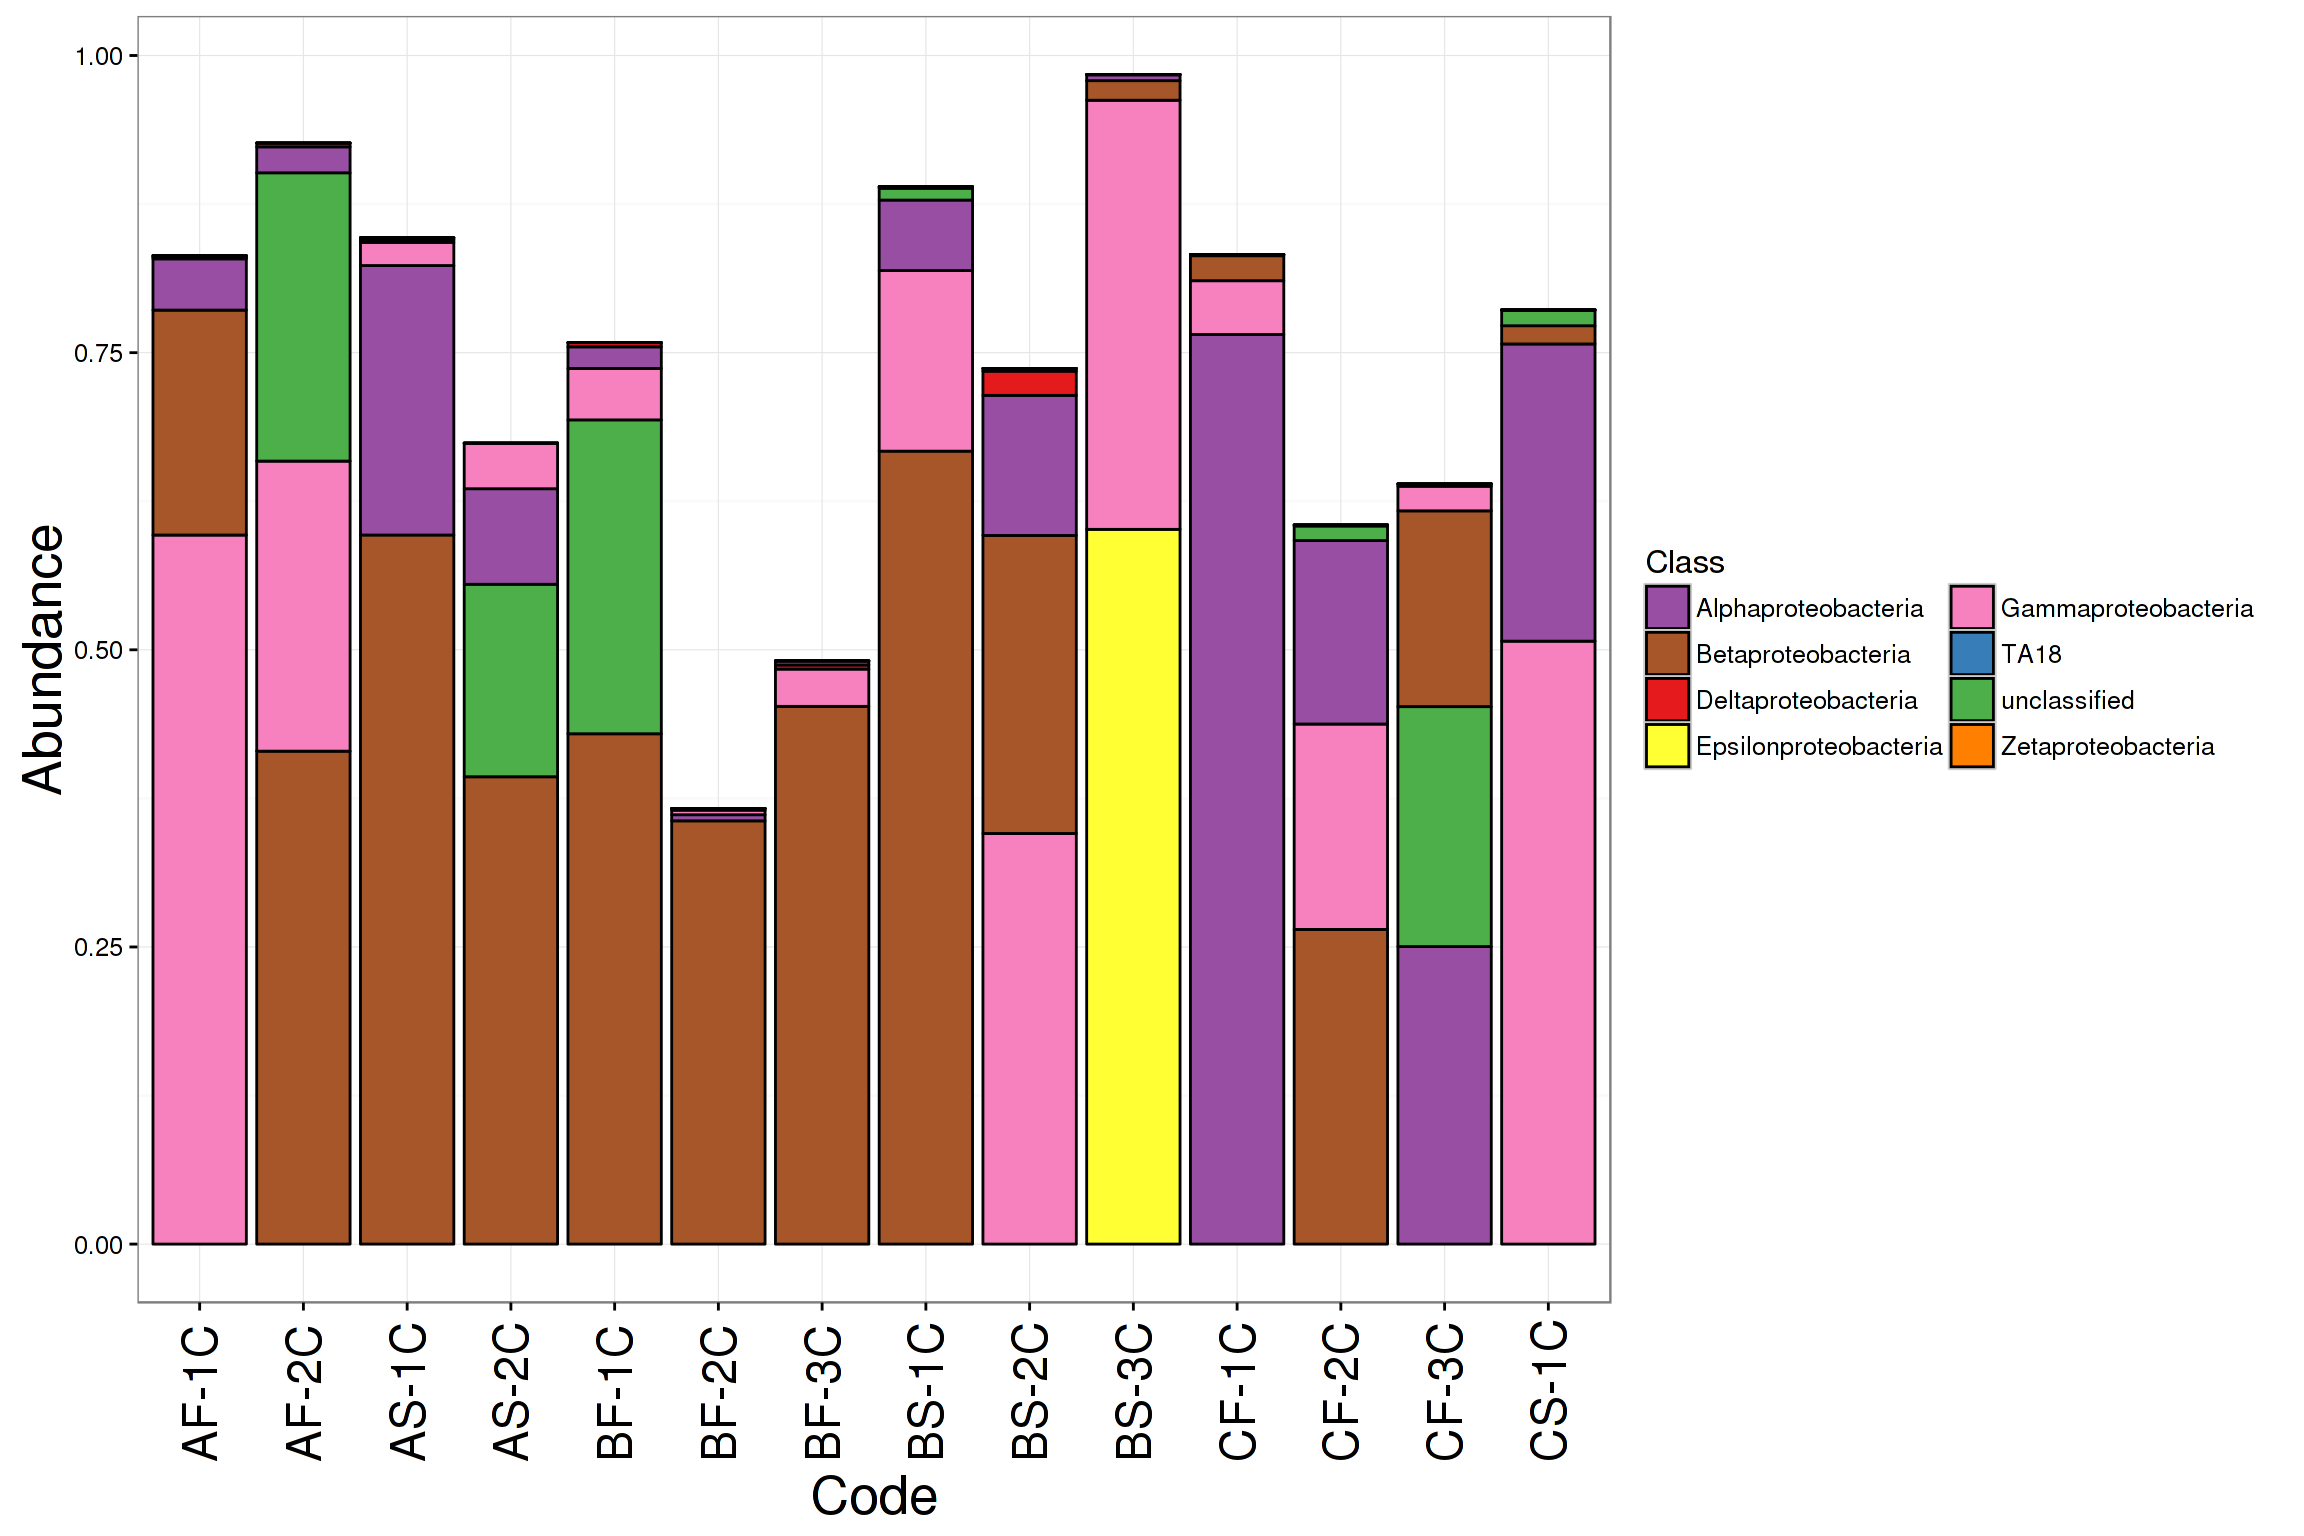 Abundance
1.00
0.75
0.50
0.25
0.00
AF-1C
AF-2C
AS-1C
AS-2C
BF-1C
BF-2C
BF-3C
BS-1C
BS-2C
BS-3C
CF-1C
CF-2C
CF-3C
CS-1C
Code
Class
Alphaproteobacteria
Betaproteobacteria
Deltaproteobacteria
Epsilonproteobacteria
Gammaproteobacteria
TA18
unclassified
Zetaproteobacteria